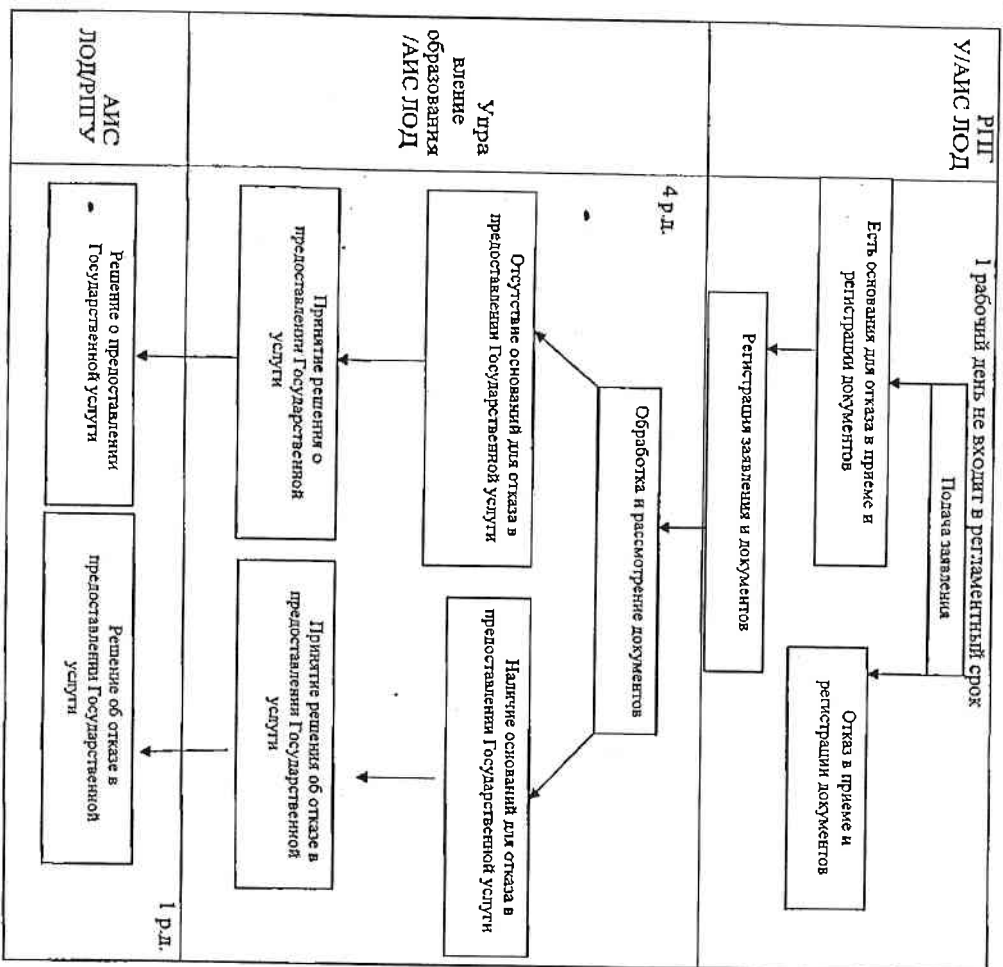 РПГ
У/АИС ЛОД
1 рабочий день не входит в регламентный срок
Подача заявления
Есть основания для отказа в приеме и
регистрации документов
Отказ в приеме и
регистрации документов
Регистрация заявления и документов
Упра
вление
образования
/АИС ЛОД
4 р.д.
Обработка и рассмотрение документов
Отсутствие оснований для отказа в
предоставлении Государственной услуги
Наличие оснований для отказа в
предоставлении Государственной услуги
Принятие решения о
предоставлении Государственной
услуги
Принятие решения об отказе в
предоставлении Государственной
услуги
АИС
ЛОД/РПГУ
Решение о предоставлении
Государственной услуги
Решение об отказе в
предоставлении Государственной
услуги
1 р.д.